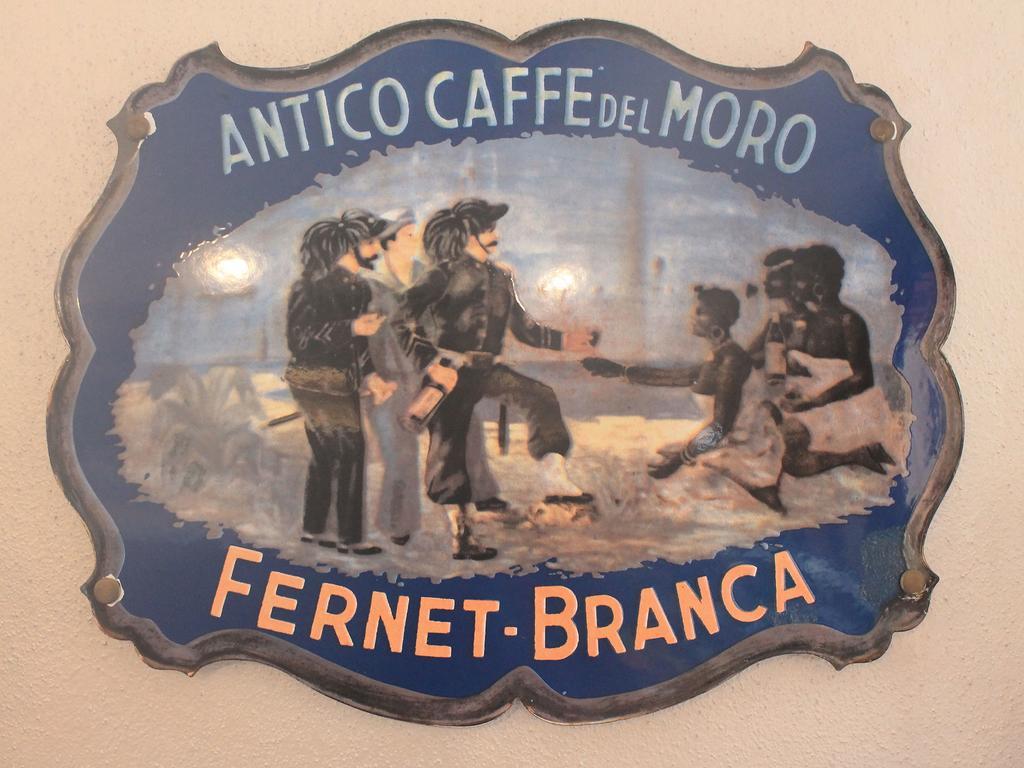 ANTICO CAFFE DEL MORO
FERNET-BRANCA